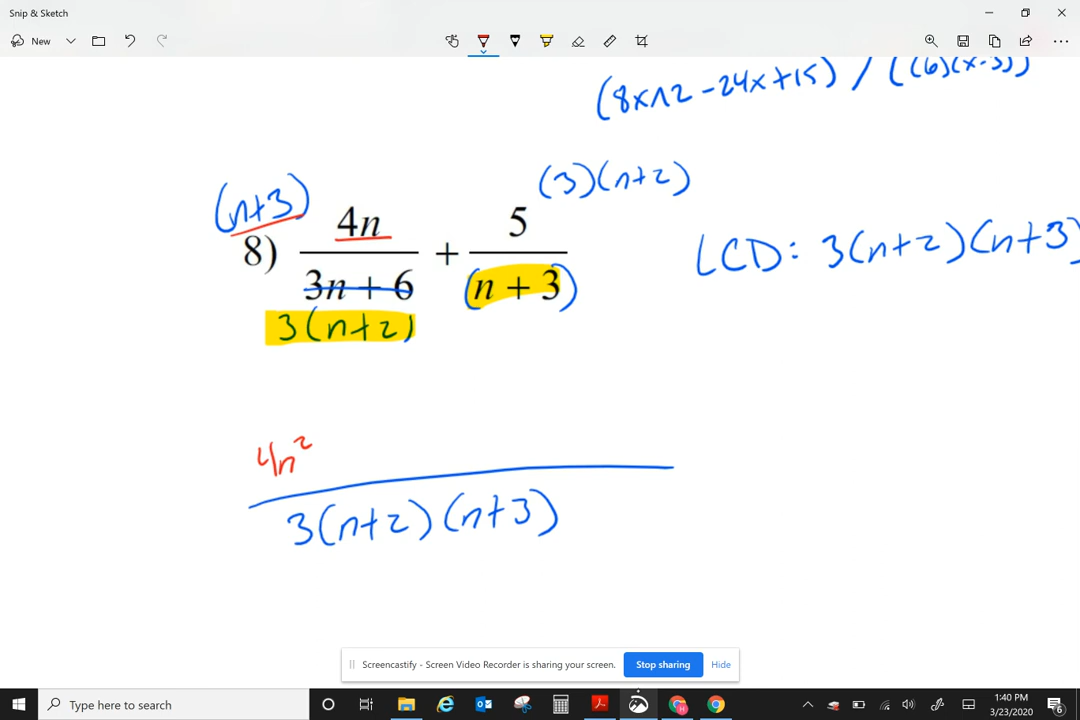 Snip & Sketch
New
(8x^2 - 24x + 15) / ((6)(x-3))
(n+3)
(3)(n+2)
8) 4n / 3n + 6 + 5 / (n + 3)
LCD: 3(n+2)(n+3)
3(n+2)
4n²
3(n+2)(n+3)
Screencastify - Screen Video Recorder is sharing your screen.
Stop sharing
Hide
Type here to search
1:40 PM
3/23/2020
6